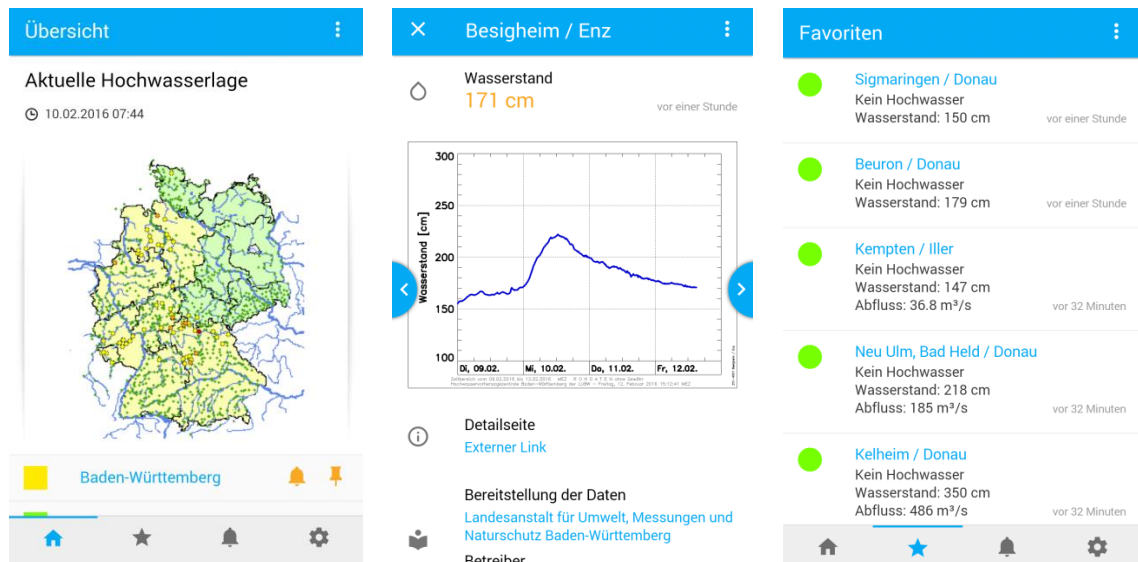 Übersicht
Aktuelle Hochwasserlage
10.02.2016 07:44
Baden-Württemberg
Besigheim / Enz
Wasserstand
171 cm
vor einer Stunde
300
250
200
150
100
Wasserstand [cm]
Di, 09.02.
Mi, 10.02.
Do, 11.02.
Fr, 12.02.
Detailseite
Externer Link
Bereitstellung der Daten
Landesanstalt für Umwelt, Messungen und
Naturschutz Baden-Württemberg
Betreiber
Favoriten
Sigmaringen / Donau
Kein Hochwasser
Wasserstand: 150 cm
vor einer Stunde
Beuron / Donau
Kein Hochwasser
Wasserstand: 179 cm
vor einer Stunde
Kempten / Iller
Kein Hochwasser
Wasserstand: 147 cm
Abfluss: 36.8 m³/s
vor 32 Minuten
Neu Ulm, Bad Held / Donau
Kein Hochwasser
Wasserstand: 218 cm
Abfluss: 185 m³/s
vor 32 Minuten
Kelheim / Donau
Kein Hochwasser
Wasserstand: 350 cm
Abfluss: 486 m³/s
vor 32 Minuten